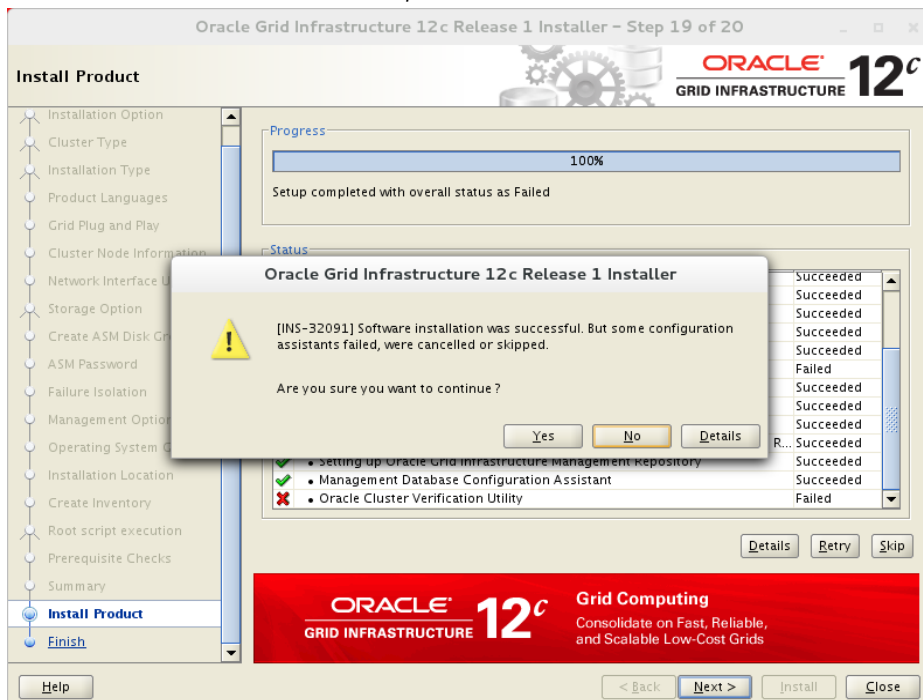 Oracle Grid Infrastructure 12c Release 1 Installer – Step 19 of 20
Install Product
ORACLE®
GRID INFRASTRUCTURE
12c
Installation Option
Cluster Type
Installation Type
Product Languages
Grid Plug and Play
Cluster Node Information
Network Interface U
Storage Option
Create ASM Disk Gr
ASM Password
Failure Isolation
Management Option
Operating System G
Installation Location
Create Inventory
Root script execution
Prerequisite Checks
Summary
Install Product
Finish
Progress
100%
Setup completed with overall status as Failed
Status
Succeeded
Succeeded
Succeeded
Succeeded
Succeeded
Failed
Succeeded
Succeeded
Succeeded
R... Succeeded
• Setting up Oracle Grid Infrastructure Management Repository Succeeded
• Management Database Configuration Assistant Succeeded
• Oracle Cluster Verification Utility Failed
Oracle Grid Infrastructure 12c Release 1 Installer
[INS-32091] Software installation was successful. But some configuration
assistants failed, were cancelled or skipped.
Are you sure you want to continue?
Yes No Details
Details Retry Skip
ORACLE®
GRID INFRASTRUCTURE
12c
Grid Computing
Consolidate on Fast, Reliable,
and Scalable Low-Cost Grids
Help < Back Next > Install Close